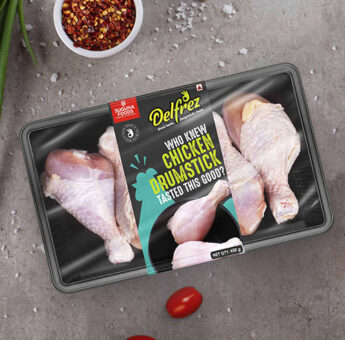 SUGUNA FOODS
Delfrez
WHO KNEW
CHICKEN
DRUMSTICK
TASTED THIS GOOD?
NET QTY. 450 g